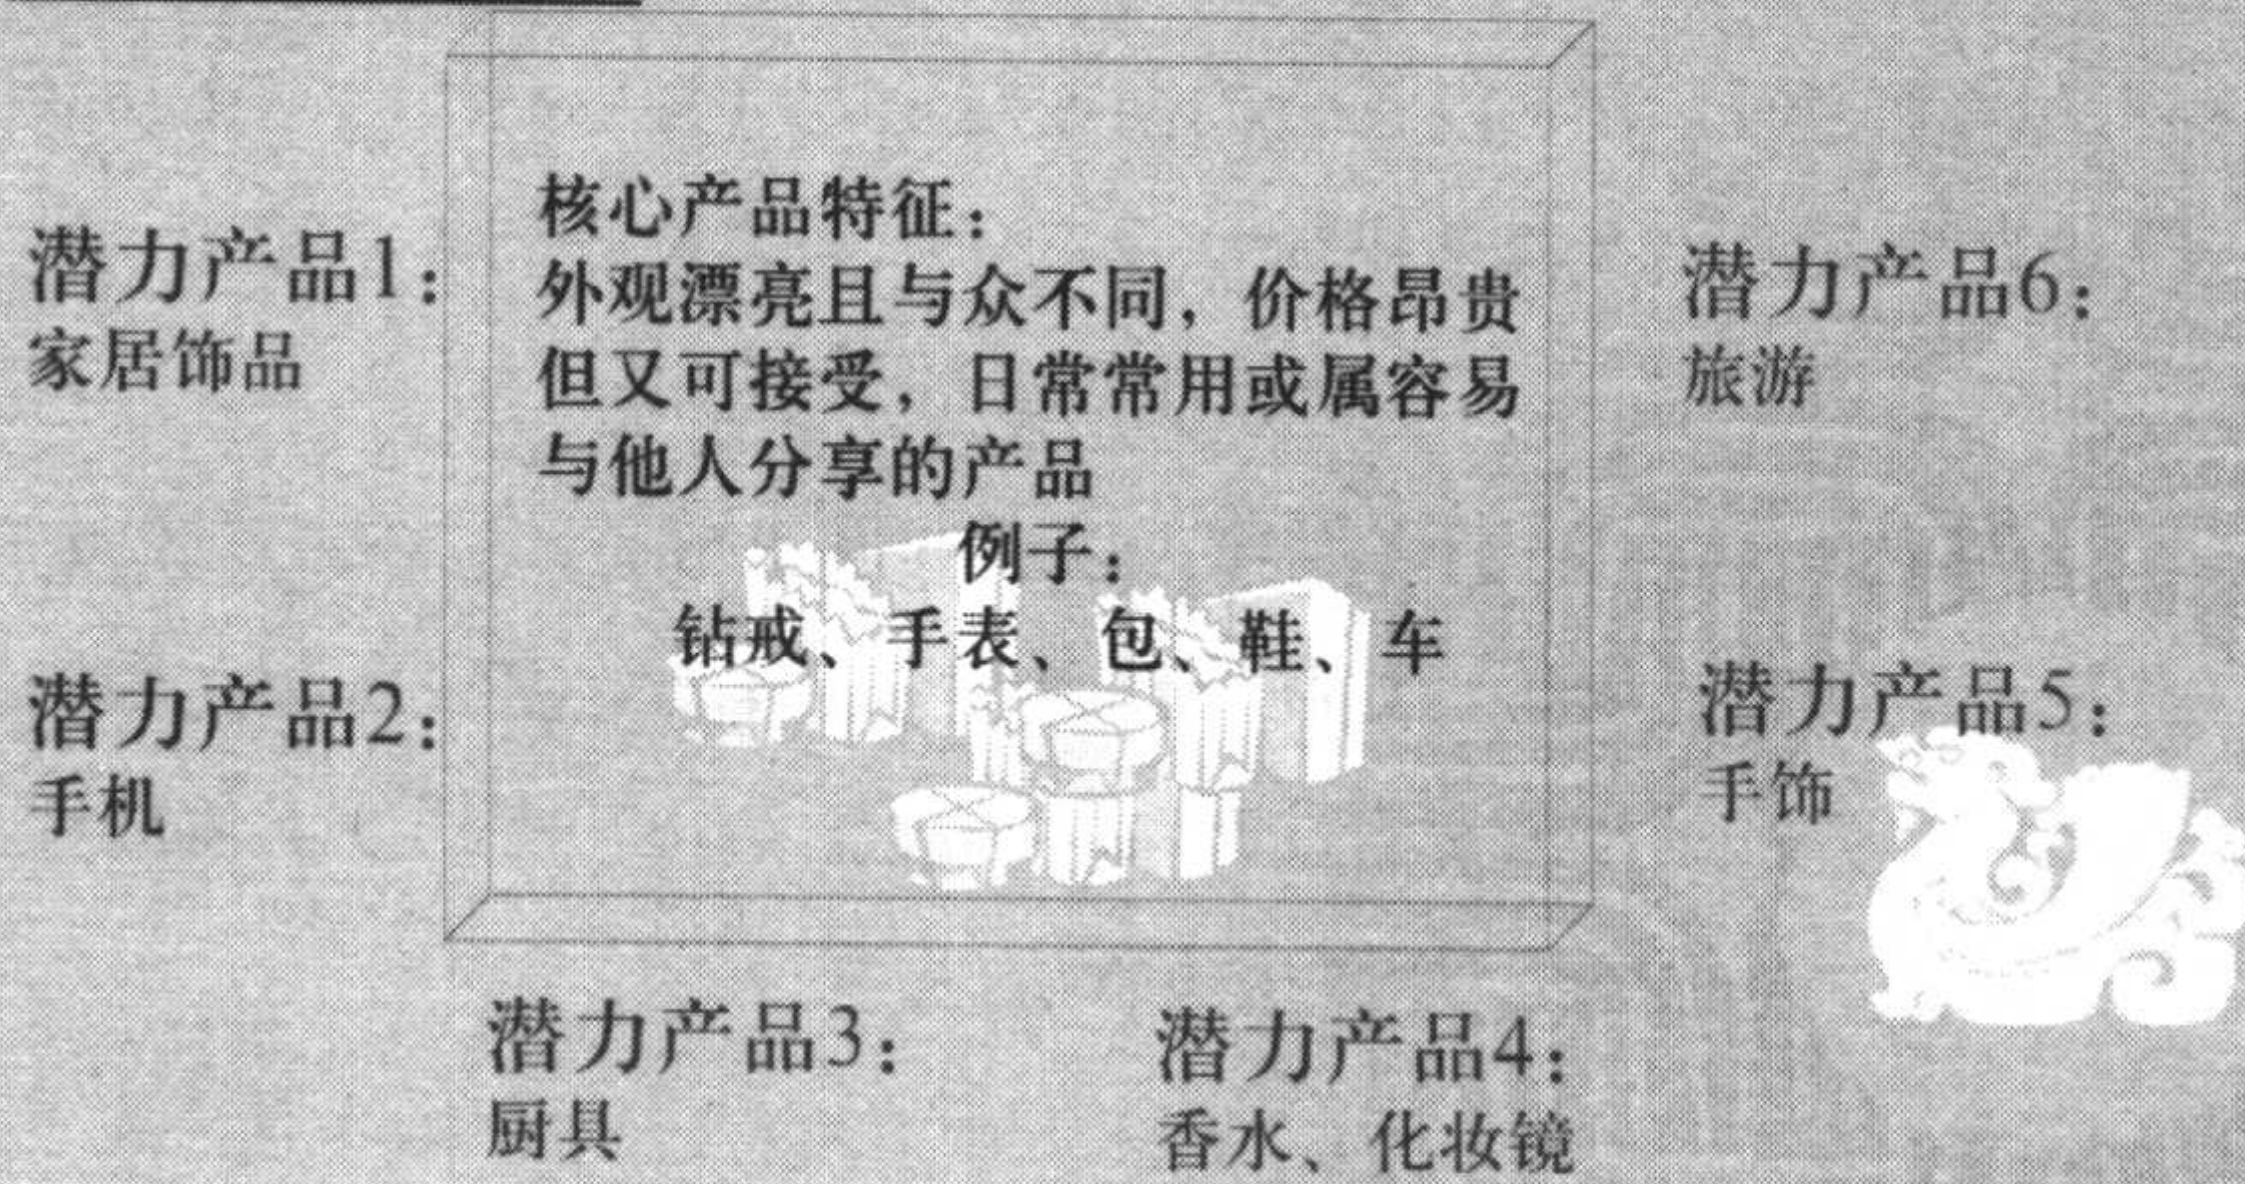 核心产品特征：
外观漂亮且与众不同，价格昂贵
但又可接受，日常常用或属容易
与他人分享的产品
例子：
钻戒、手表、包、鞋、车
潜力产品1：
家居饰品
潜力产品2：
手机
潜力产品3：
厨具
潜力产品4：
香水、化妆镜
潜力产品5：
手饰
潜力产品6：
旅游